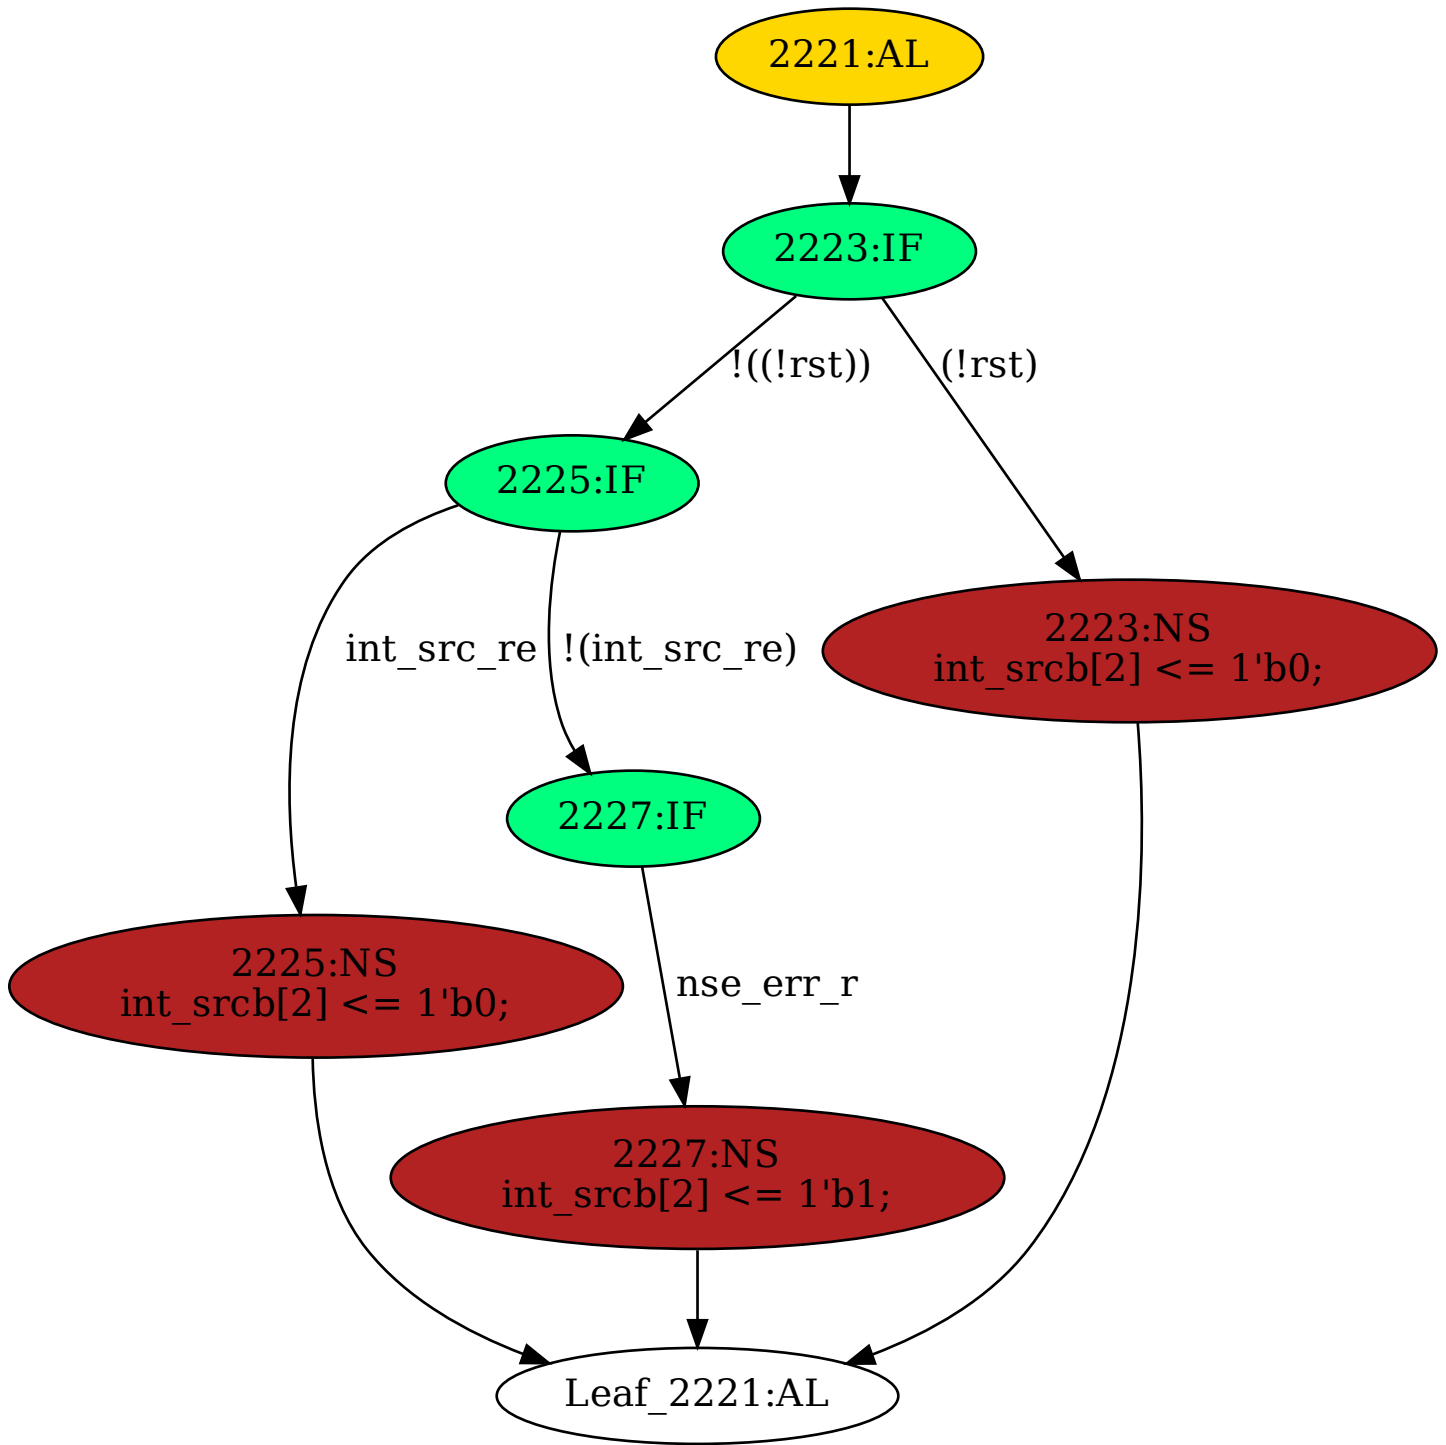 2221:AL
2223:IF
!((!rst))
(!rst)
2225:IF
int_src_re
!(int_src_re)
2223:NS
int_srcb[2] <= 1'b0;
2227:IF
2225:NS
int_srcb[2] <= 1'b0;
nse_err_r
2227:NS
int_srcb[2] <= 1'b1;
Leaf_2221:AL